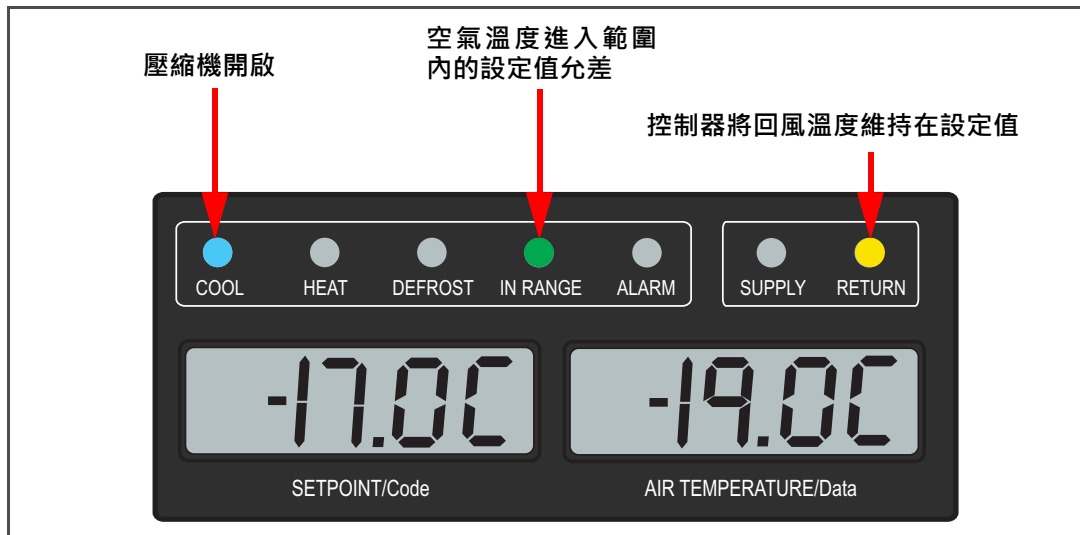 壓縮機開啟
空氣溫度進入範圍
內的設定值允差
控制器將回風溫度維持在設定值
COOL HEAT DEFROST IN RANGE ALARM SUPPLY RETURN
-17.0C -19.0C
SETPOINT/Code AIR TEMPERATURE/Data